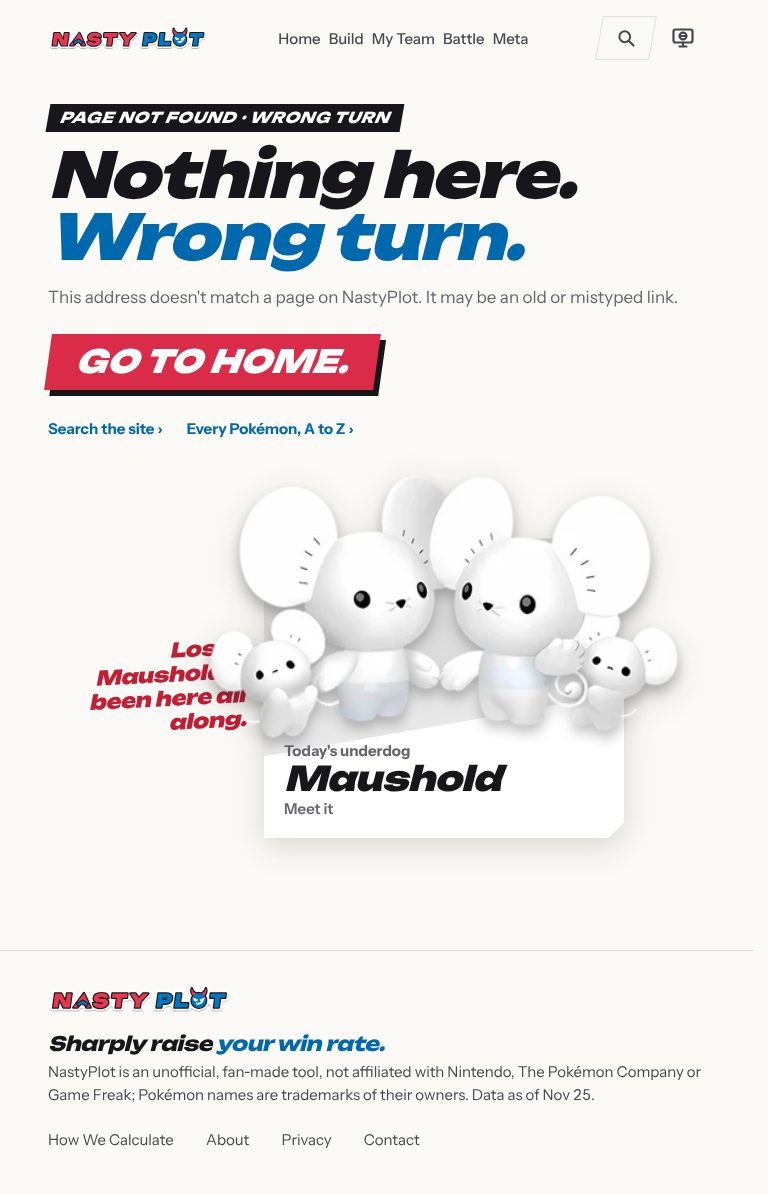 NASTY PLOT
Home Build My Team Battle Meta
PAGE NOT FOUND · WRONG TURN
Nothing here.
Wrong turn.
This address doesn't match a page on NastyPlot. It may be an old or mistyped link.
GO TO HOME.
Search the site ›
Every Pokémon, A to Z ›
Maushold
been here all
along.
Today's underdog
Maushold
Meet it
NASTY PLOT
Sharply raise your win rate.
NastyPlot is an unofficial, fan-made tool, not affiliated with Nintendo, The Pokémon Company or
Game Freak; Pokémon names are trademarks of their owners. Data as of Nov 25.
How We Calculate About Privacy Contact